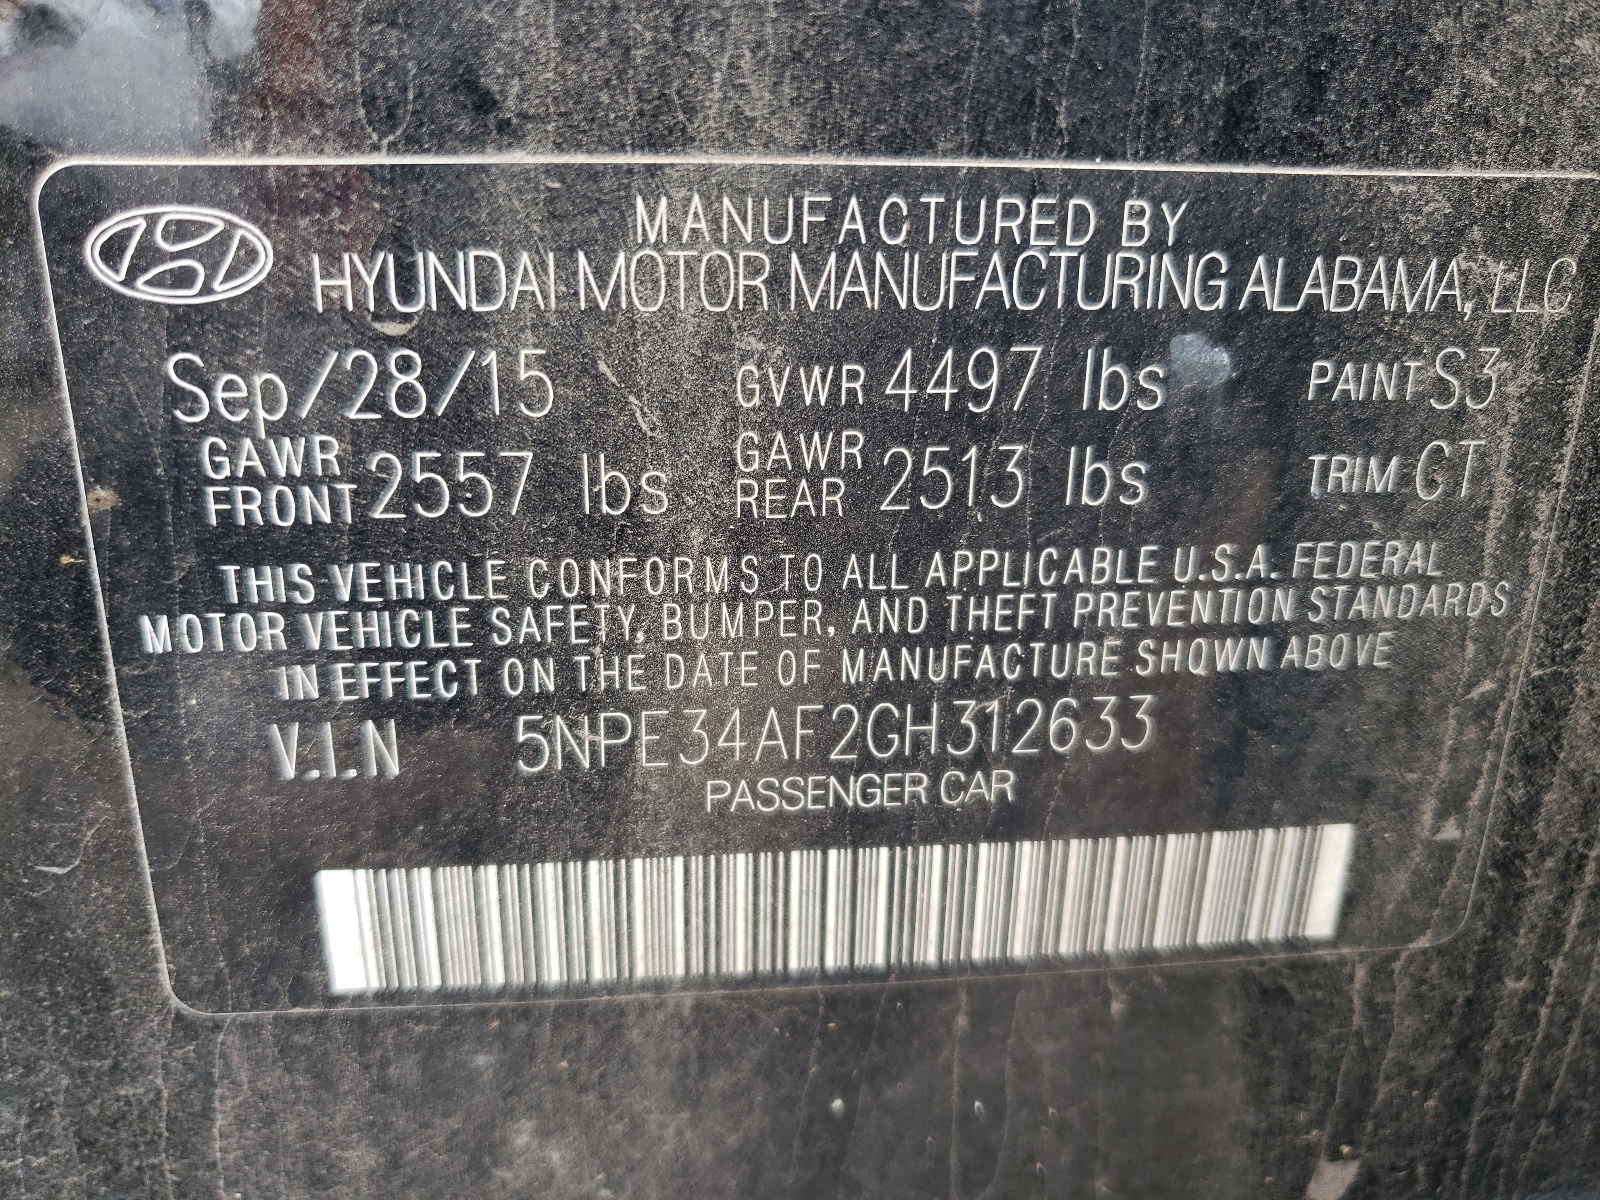 MANUFACTURED BY
HYUNDAI MOTOR MANUFACTURING ALABAMA, LLC
Sep/28/15 GVWR 4497 lbs PAINT S3
GAWR FRONT 2557 lbs GAWR REAR 2513 lbs TRIM GT
THIS VEHICLE CONFORMS TO ALL APPLICABLE U.S.A. FEDERAL
MOTOR VEHICLE SAFETY, BUMPER, AND THEFT PREVENTION STANDARDS
IN EFFECT ON THE DATE OF MANUFACTURE SHOWN ABOVE
V.I.N 5NPE34AF2GH312633
PASSENGER CAR